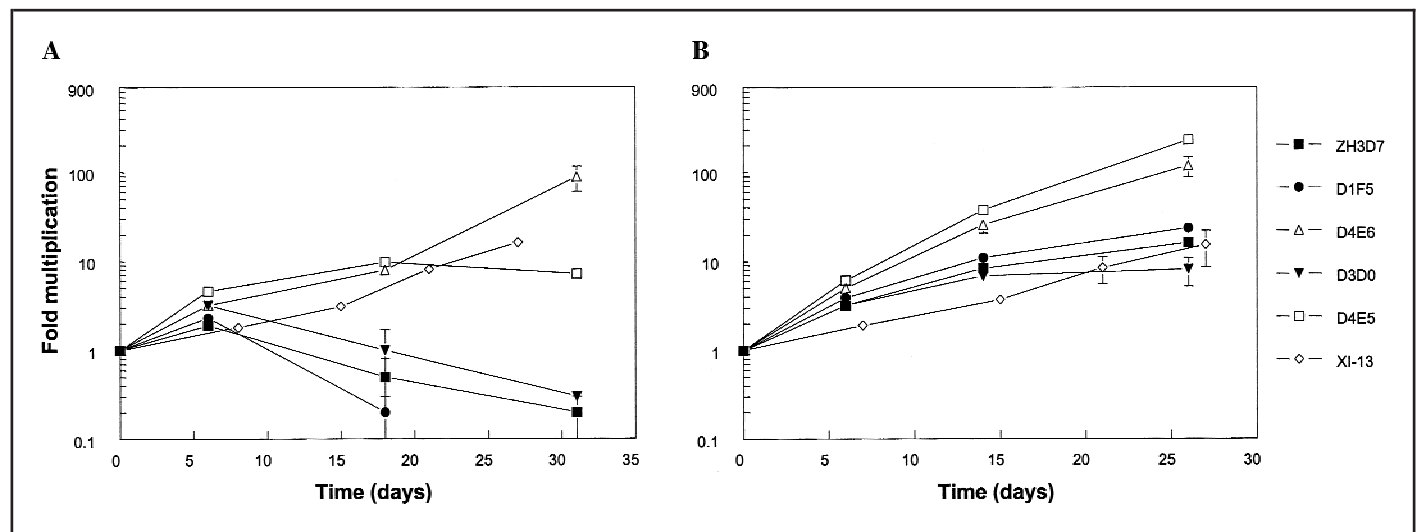 A
B
Fold multiplication
900
100
10
1
0.1
0 5 10 15 20 25 30 35
Time (days)
900
100
10
1
0.1
0 5 10 15 20 25 30
Time (days)
ZH3D7
D1F5
D4E6
D3D0
D4E5
XI-13